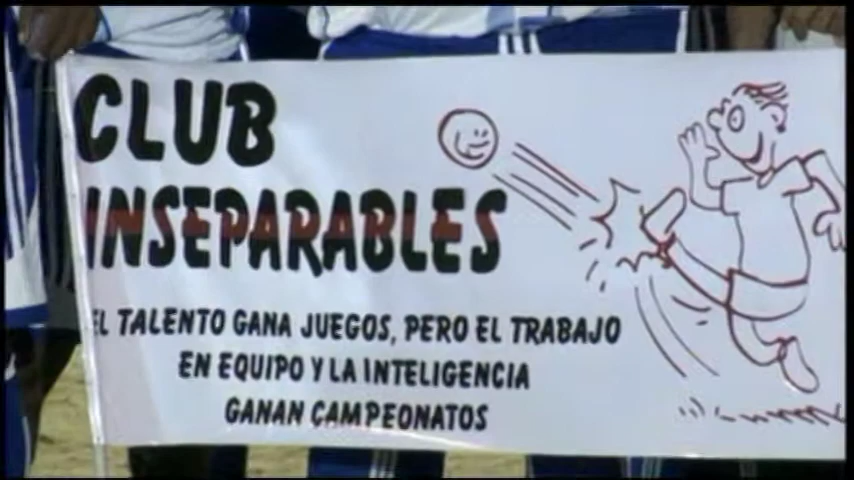 CLUB
INSEPARABLES
EL TALENTO GANA JUEGOS, PERO EL TRABAJO
EN EQUIPO Y LA INTELIGENCIA
GANAN CAMPEONATOS